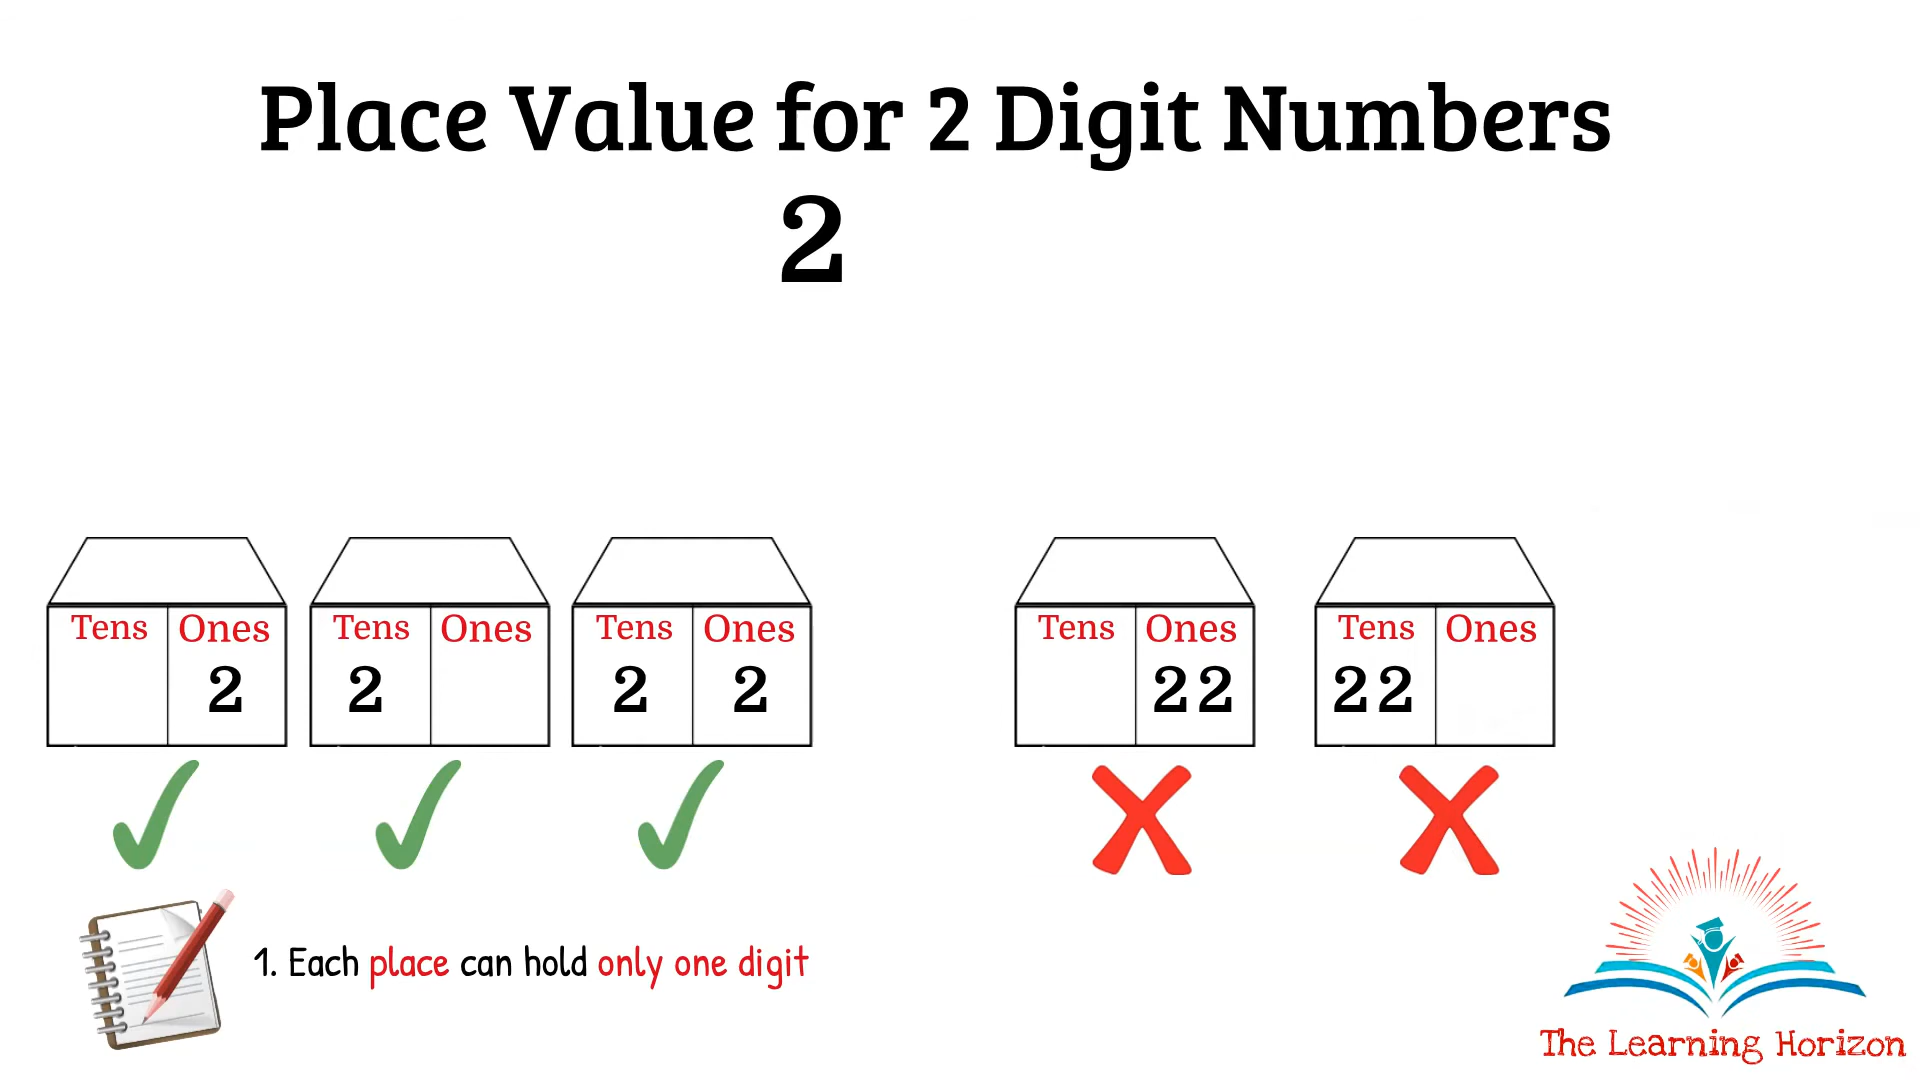 Place Value for 2 Digit Numbers
2
Tens Ones Tens Ones Tens Ones Tens Ones Tens Ones
2 2 2 2 22 22
1. Each place can hold only one digit
The Learning Horizon